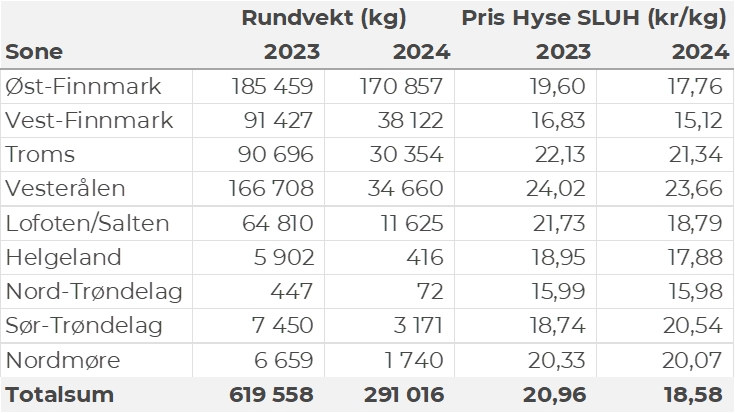 Rundvekt (kg) Pris Hyse SLUH (kr/kg)
Sone 2023 2024 2023 2024
Øst-Finnmark 185 459 170 857 19,60 17,76
Vest-Finnmark 91 427 38 122 16,83 15,12
Troms 90 696 30 354 22,13 21,34
Vesterålen 166 708 34 660 24,02 23,66
Lofoten/Salten 64 810 11 625 21,73 18,79
Helgeland 5 902 416 18,95 17,88
Nord-Trøndelag 447 72 15,99 15,98
Sør-Trøndelag 7 450 3 171 18,74 20,54
Nordmøre 6 659 1 740 20,33 20,07
Totalsum 619 558 291 016 20,96 18,58